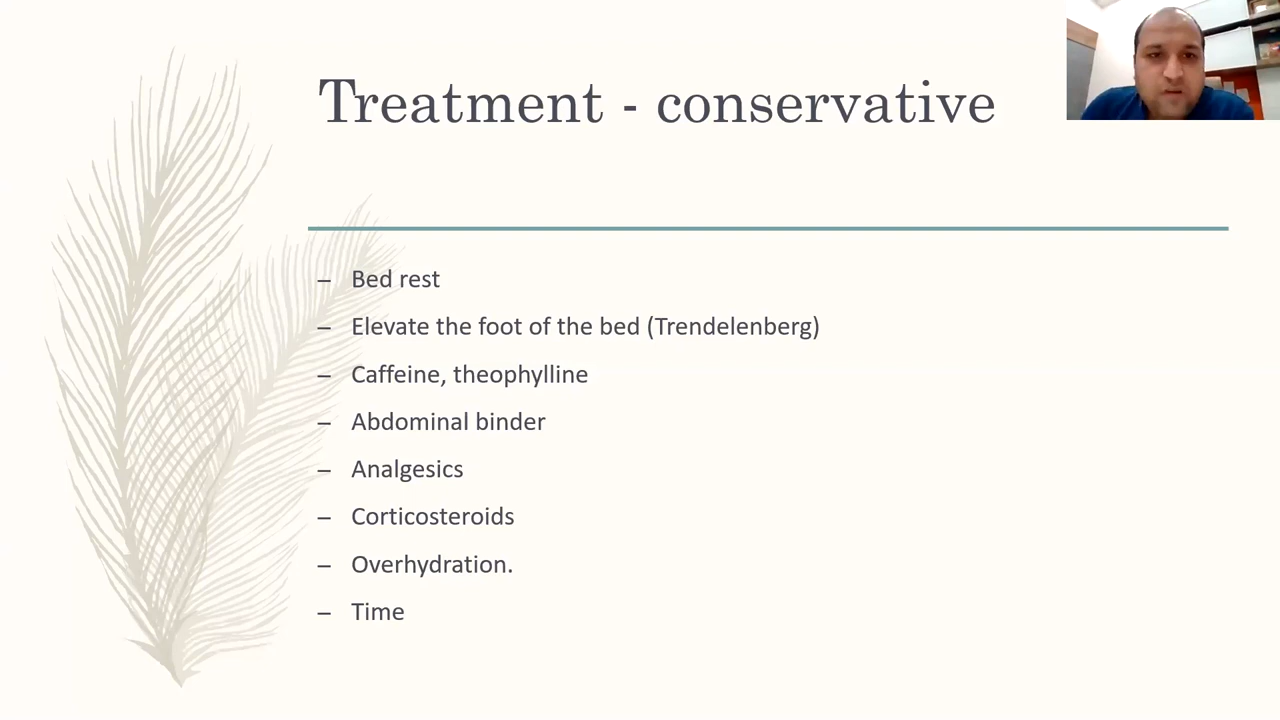 Treatment - conservative
– Bed rest
– Elevate the foot of the bed (Trendelenberg)
– Caffeine, theophylline
– Abdominal binder
– Analgesics
– Corticosteroids
– Overhydration.
– Time